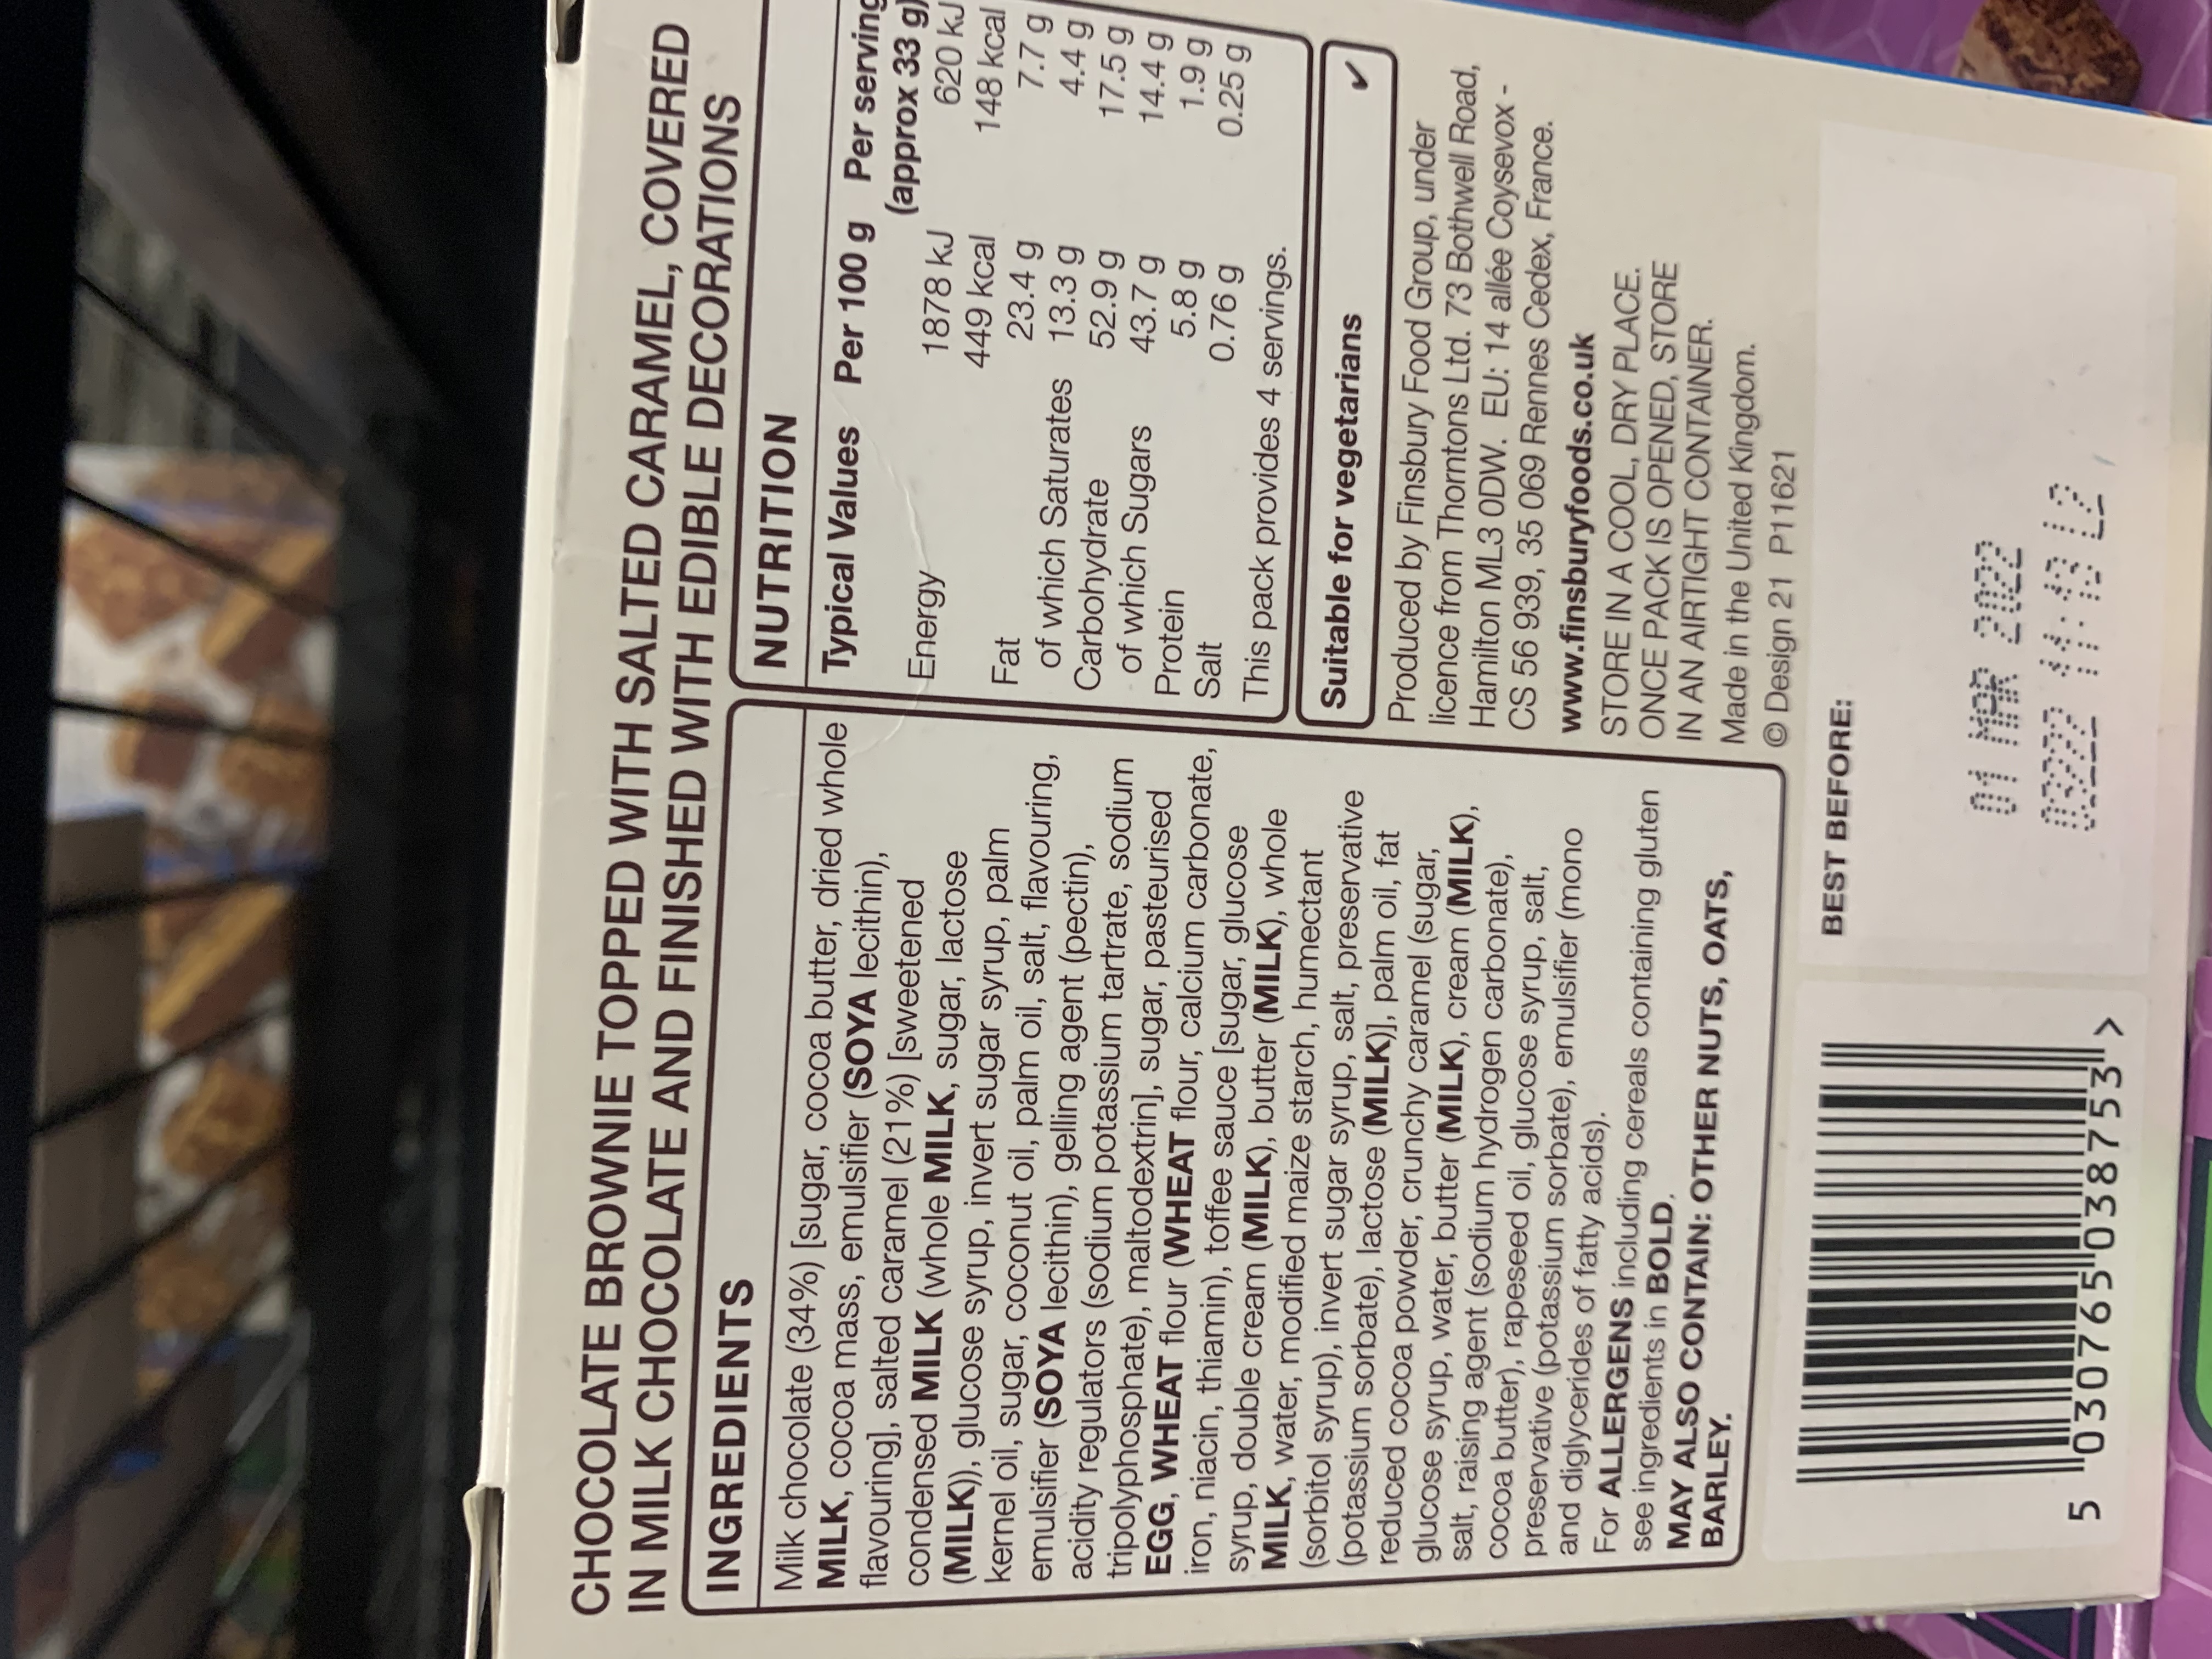 CHOCOLATE BROWNIE TOPPED WITH SALTED CARAMEL, COVERED
IN MILK CHOCOLATE AND FINISHED WITH EDIBLE DECORATIONS
INGREDIENTS
Milk chocolate (34%) [sugar, cocoa butter, dried whole
MILK, cocoa mass, emulsifier (SOYA lecithin),
flavouring], salted caramel (21%) [sweetened
condensed MILK (whole MILK, sugar, lactose
(MILK)), glucose syrup, invert sugar syrup, palm
kernel oil, sugar, coconut oil, palm oil, salt, flavouring,
emulsifier (SOYA lecithin), gelling agent (pectin),
acidity regulators (sodium potassium tartrate, sodium
tripolyphosphate), maltodextrin], sugar, pasteurised
EGG, WHEAT flour (WHEAT flour, calcium carbonate,
iron, niacin, thiamin), toffee sauce [sugar, glucose
syrup, double cream (MILK), butter (MILK), whole
MILK, water, modified maize starch, humectant
(sorbitol syrup), invert sugar syrup, salt, preservative
(potassium sorbate), lactose (MILK)], palm oil, fat
reduced cocoa powder, crunchy caramel (sugar,
glucose syrup, water, butter (MILK), cream (MILK),
salt, raising agent (sodium hydrogen carbonate),
cocoa butter), rapeseed oil, glucose syrup, salt,
preservative (potassium sorbate), emulsifier (mono
and diglycerides of fatty acids).
For ALLERGENS including cereals containing gluten
see ingredients in BOLD.
MAY ALSO CONTAIN: OTHER NUTS, OATS,
BARLEY.
NUTRITION
Typical Values Per 100 g Per serving
(approx 33 g)
Energy 1878 kJ 620 kJ
449 kcal 148 kcal
Fat 23.4 g 7.7 g
of which Saturates 13.3 g 4.4 g
Carbohydrate 52.9 g 17.5 g
of which Sugars 43.7 g 14.4 g
Protein 5.8 g 1.9 g
Salt 0.76 g 0.25 g
This pack provides 4 servings.
Suitable for vegetarians ✓
Produced by Finsbury Food Group, under
licence from Thorntons Ltd. 73 Bothwell Road,
Hamilton ML3 0DW. EU: 14 allée Coysevox -
CS 56 939, 35 069 Rennes Cedex, France.
www.finsburyfoods.co.uk
STORE IN A COOL, DRY PLACE.
ONCE PACK IS OPENED, STORE
IN AN AIRTIGHT CONTAINER.
Made in the United Kingdom.
© Design 21 P11621
BEST BEFORE:
01 MAR 2022
03222 11:13 L2
5 030765 038753 >